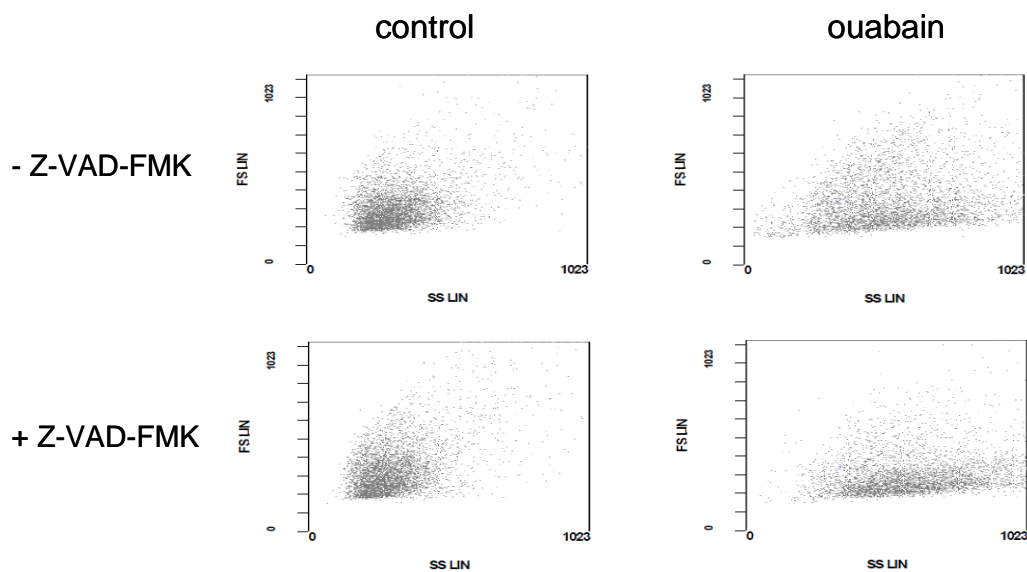 control ouabain
- Z-VAD-FMK
1023
FS LIN
0
0 1023
SS LIN
1023
FS LIN
0
0 1023
SS LIN
+ Z-VAD-FMK
1023
FS LIN
0
0 1023
SS LIN
1023
FS LIN
0
0 1023
SS LIN